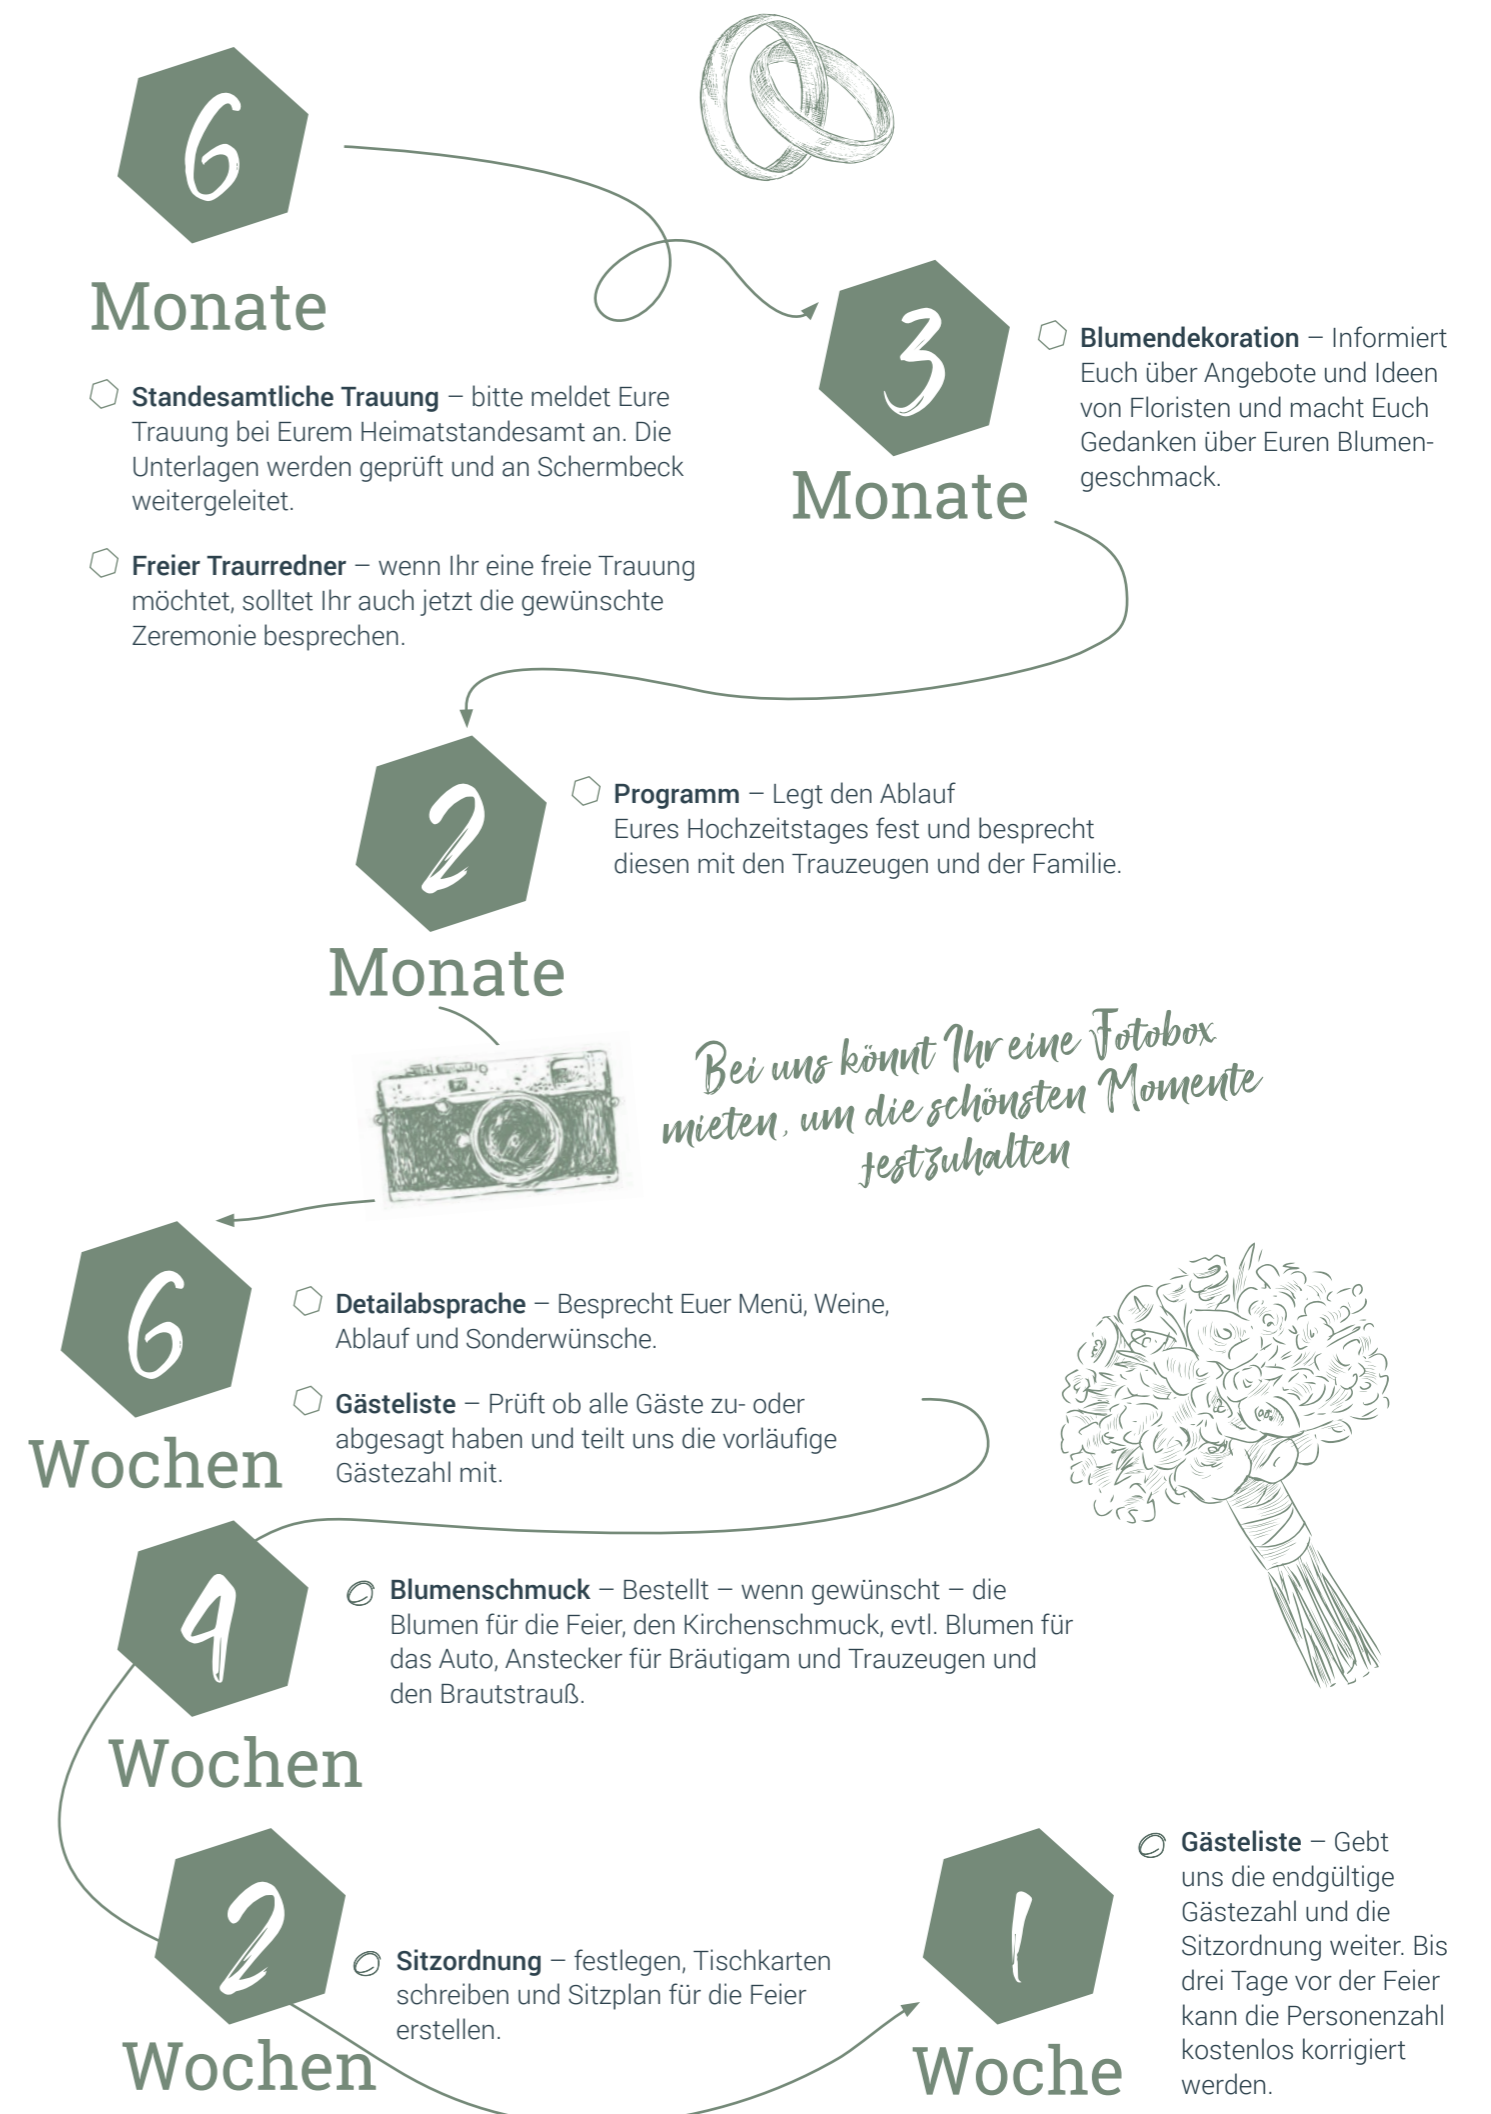 6
Monate
Standesamtliche Trauung – bitte meldet Eure
Trauung bei Eurem Heimatstandesamt an. Die
Unterlagen werden geprüft und an Schermbeck
weitergeleitet.
Freier Traurredner – wenn Ihr eine freie Trauung
möchtet, solltet Ihr auch jetzt die gewünschte
Zeremonie besprechen.
3
Monate
Blumendekoration – Informiert
Euch über Angebote und Ideen
von Floristen und macht Euch
Gedanken über Euren Blumen-
geschmack.
2
Monate
Programm – Legt den Ablauf
Eures Hochzeitstages fest und besprecht
diesen mit den Trauzeugen und der Familie.
Bei uns könnt Ihr eine Fotobox
mieten, um die schönsten Momente
festzuhalten
6
Wochen
Detailabsprache – Besprecht Euer Menü, Weine,
Ablauf und Sonderwünsche.
Gästeliste – Prüft ob alle Gäste zu- oder
abgesagt haben und teilt uns die vorläufige
Gästezahl mit.
4
Wochen
Blumenschmuck – Bestellt – wenn gewünscht – die
Blumen für die Feier, den Kirchenschmuck, evtl. Blumen für
das Auto, Anstecker für Bräutigam und Trauzeugen und
den Brautstrauß.
2
Wochen
Sitzordnung – festlegen, Tischkarten
schreiben und Sitzplan für die Feier
erstellen.
1
Woche
Gästeliste – Gebt
uns die endgültige
Gästezahl und die
Sitzordnung weiter. Bis
drei Tage vor der Feier
kann die Personenzahl
kostenlos korrigiert
werden.